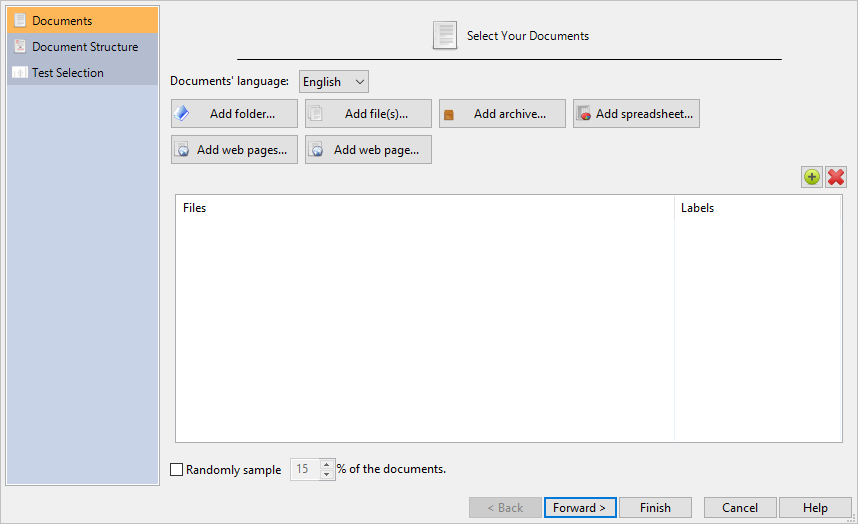 Documents
Document Structure
Test Selection
Select Your Documents
Documents' language: English
Add folder... Add file(s)... Add archive... Add spreadsheet...
Add web pages... Add web page...
Files Labels
Randomly sample 15 % of the documents.
< Back Forward > Finish Cancel Help